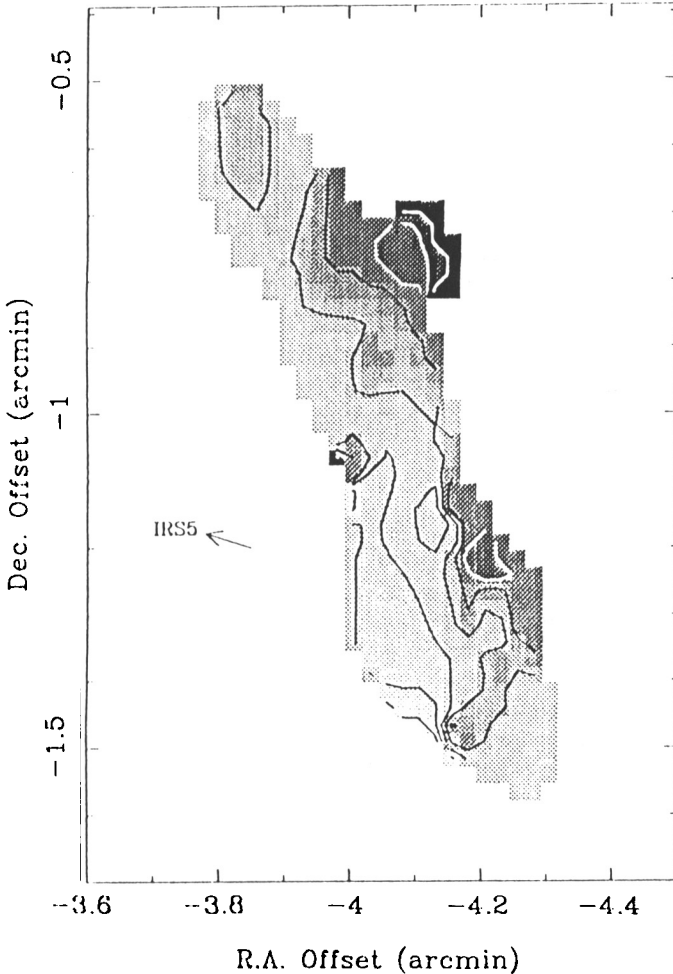 -0.5
-1
-1.5
Dec. Offset (arcmin)
IRS5
-3.6 -3.8 -4 -4.2 -4.4
R.A. Offset (arcmin)